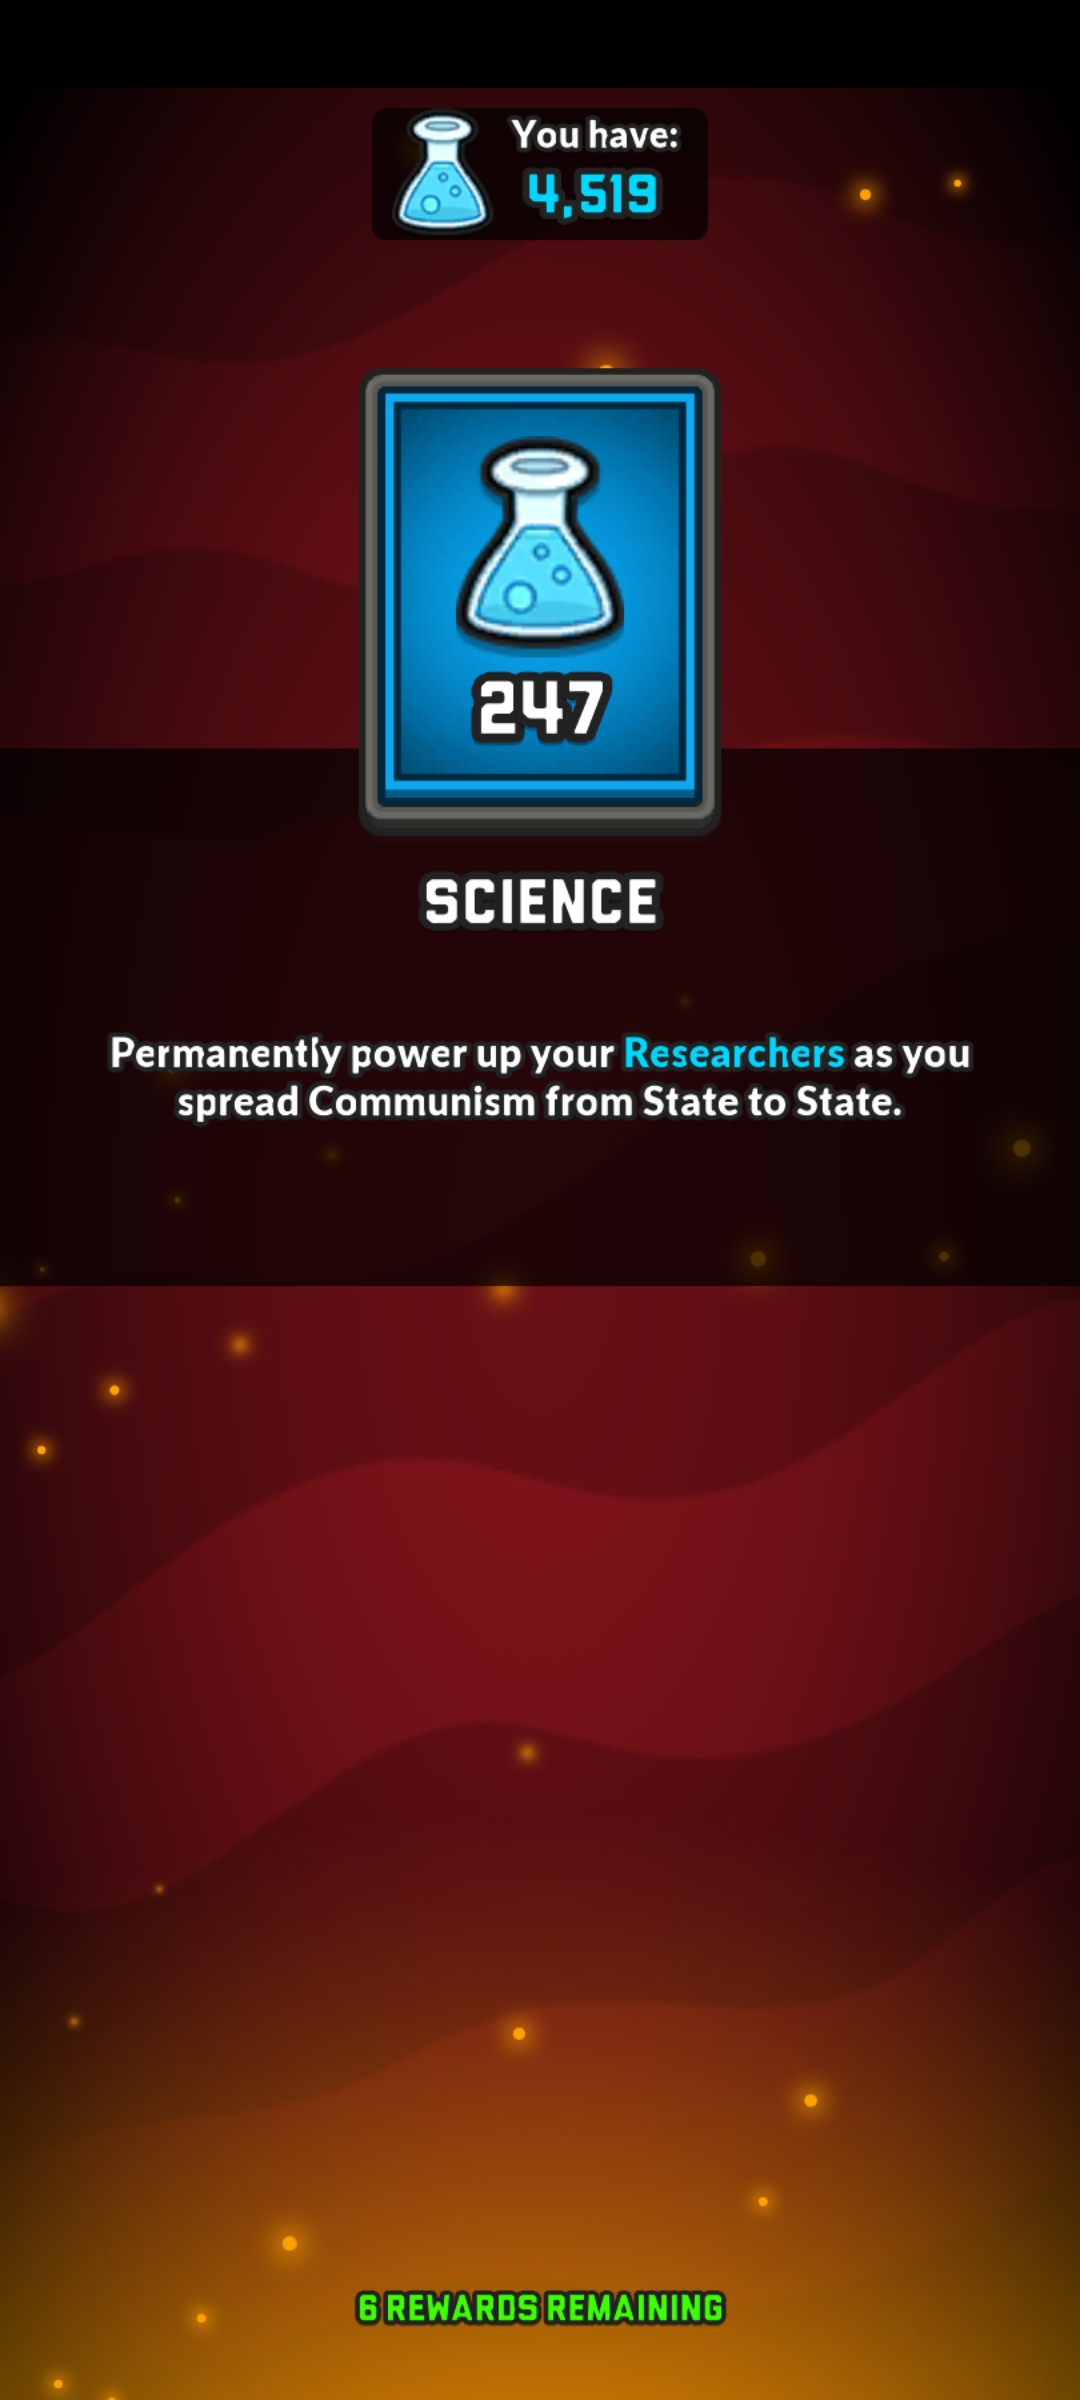 You have:
4,519
247
SCIENCE
Permanently power up your Researchers as you
spread Communism from State to State.
6 REWARDS REMAINING